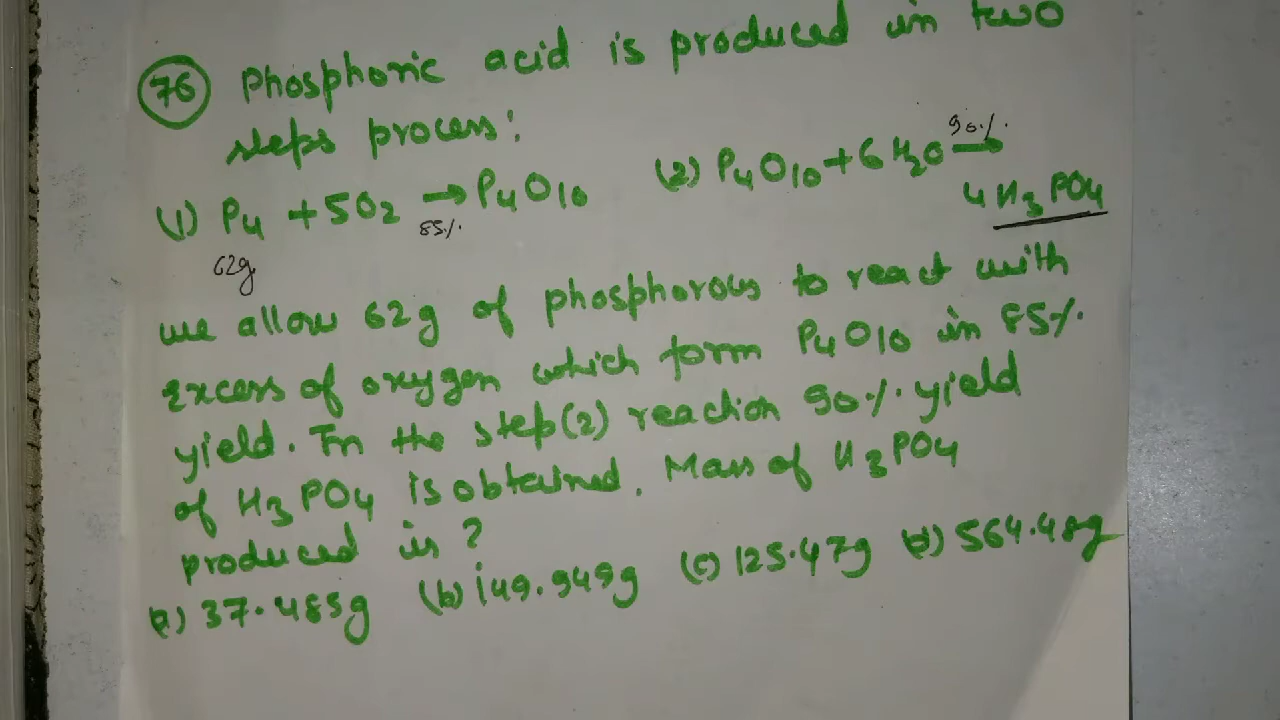 76 Phosphoric acid is produced in two
steps process:
(1) P4 + 5O2 → P4O10 (2) P4O10 + 6H2O →
85%. 90%.
4H3PO4
62g
we allow 62g of phosphorous to react with
excess of oxygen which form P4O10 in 85%.
yield. In the step(2) reaction 90%. yield
of H3PO4 is obtained. Mass of H3PO4
produced is?
(a) 37.485g (b) 149.949g (c) 125.47g (d) 564.48g